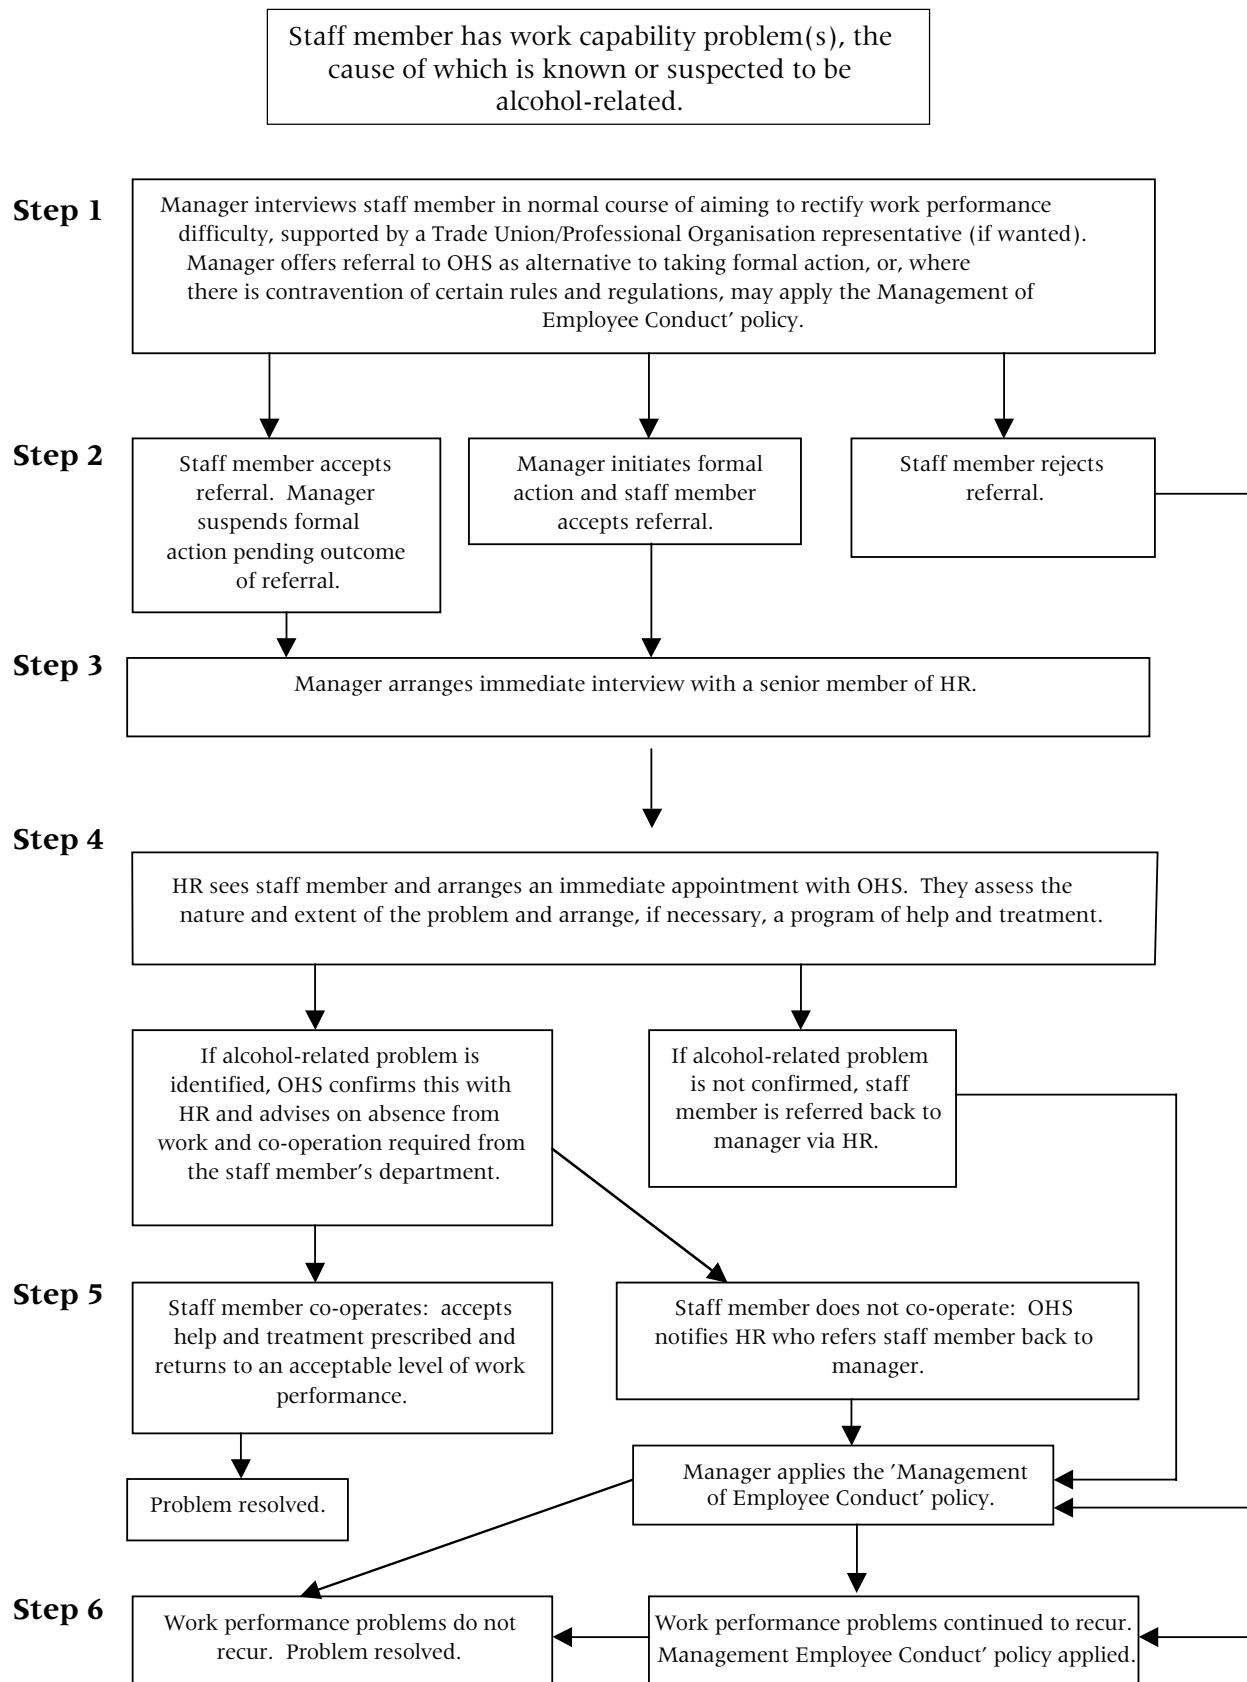 Staff member has work capability problem(s), the
cause of which is known or suspected to be
alcohol-related.
Step 1
Manager interviews staff member in normal course of aiming to rectify work performance
difficulty, supported by a Trade Union/Professional Organisation representative (if wanted).
Manager offers referral to OHS as alternative to taking formal action, or, where
there is contravention of certain rules and regulations, may apply the Management of
Employee Conduct’ policy.
Step 2
Staff member accepts
referral. Manager
suspends formal
action pending outcome
of referral.
Manager initiates formal
action and staff member
accepts referral.
Staff member rejects
referral.
Step 3
Manager arranges immediate interview with a senior member of HR.
Step 4
HR sees staff member and arranges an immediate appointment with OHS. They assess the
nature and extent of the problem and arrange, if necessary, a program of help and treatment.
If alcohol-related problem is
identified, OHS confirms this with
HR and advises on absence from
work and co-operation required from
the staff member’s department.
If alcohol-related problem
is not confirmed, staff
member is referred back to
manager via HR.
Step 5
Staff member co-operates: accepts
help and treatment prescribed and
returns to an acceptable level of work
performance.
Staff member does not co-operate: OHS
notifies HR who refers staff member back to
manager.
Problem resolved.
Manager applies the ’Management
of Employee Conduct’ policy.
Step 6
Work performance problems do not
recur. Problem resolved.
Work performance problems continued to recur.
Management Employee Conduct’ policy applied.